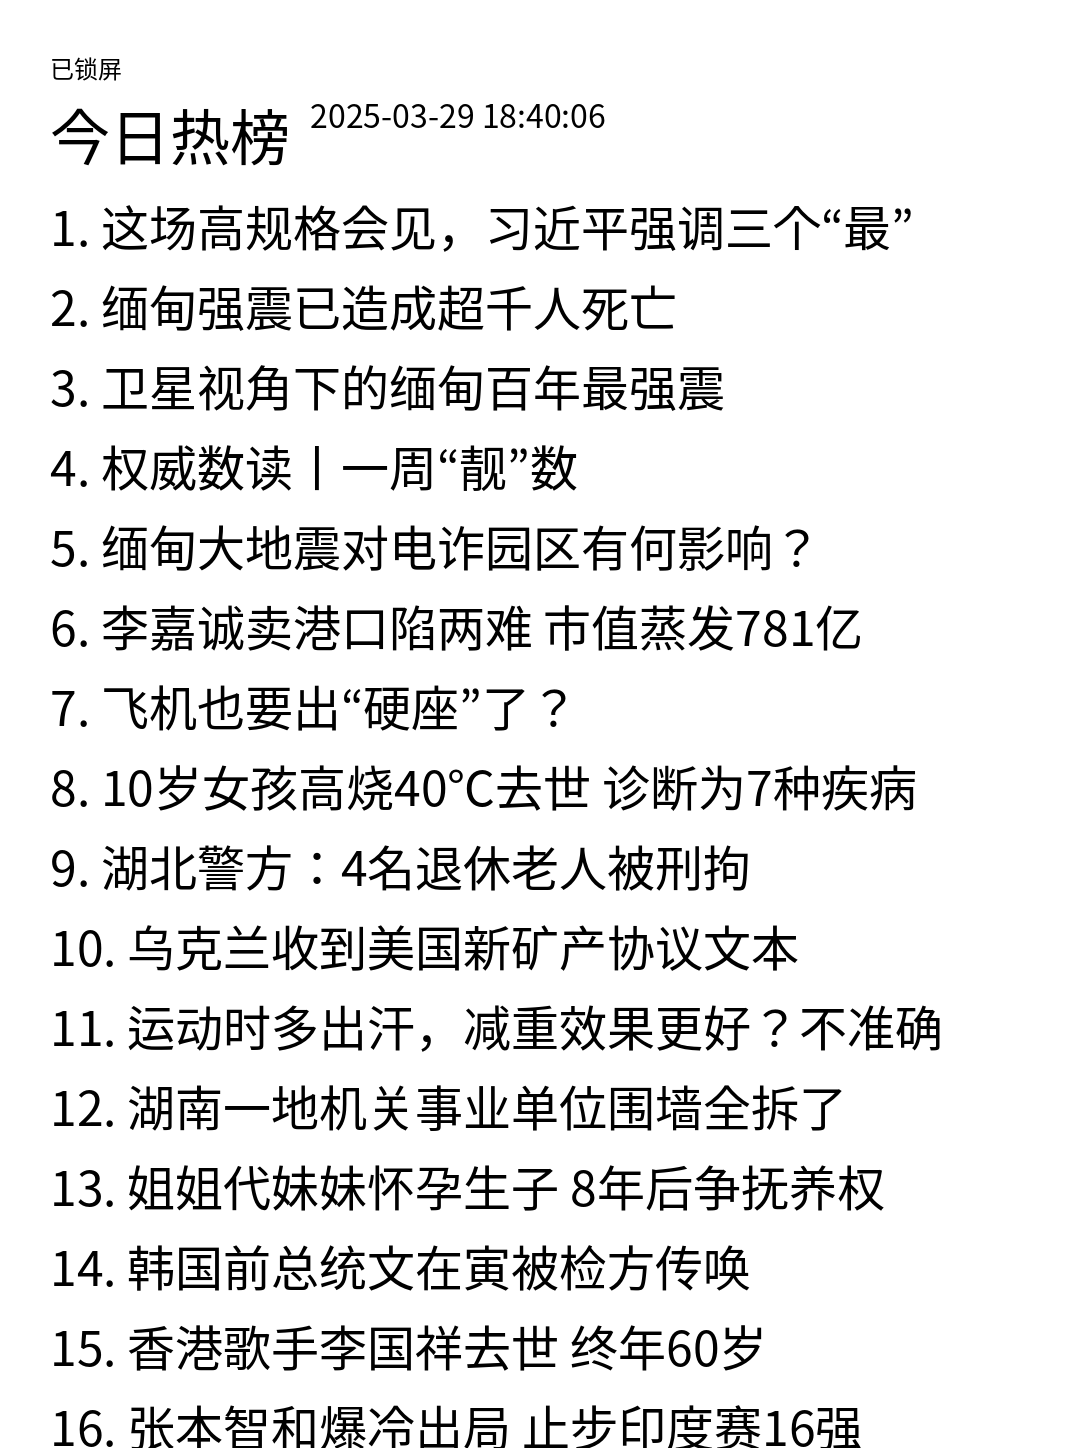 已锁屏
今日热榜 2025-03-29 18:40:06
1. 这场高规格会见，习近平强调三个“最”
2. 缅甸强震已造成超千人死亡
3. 卫星视角下的缅甸百年最强震
4. 权威数读丨一周“靓”数
5. 缅甸大地震对电诈园区有何影响？
6. 李嘉诚卖港口陷两难 市值蒸发781亿
7. 飞机也要出“硬座”了？
8. 10岁女孩高烧40℃去世 诊断为7种疾病
9. 湖北警方：4名退休老人被刑拘
10. 乌克兰收到美国新矿产协议文本
11. 运动时多出汗，减重效果更好？不准确
12. 湖南一地机关事业单位围墙全拆了
13. 姐姐代妹妹怀孕生子 8年后争抚养权
14. 韩国前总统文在寅被检方传唤
15. 香港歌手李国祥去世 终年60岁
16. 张本智和爆冷出局 止步印度赛16强